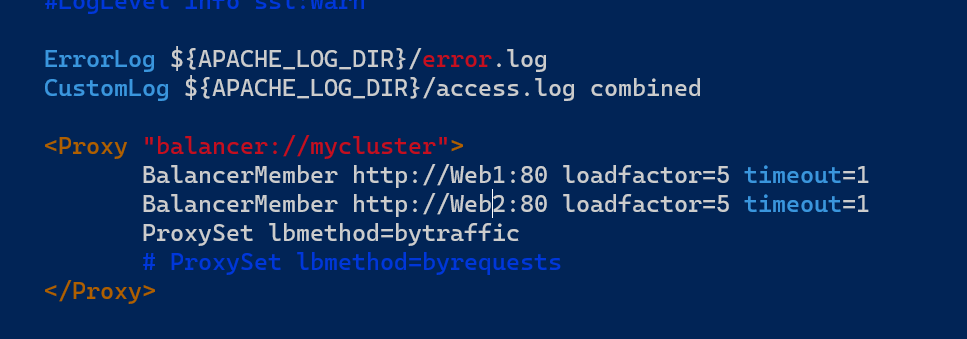 #LogLevel info ssl:warn
ErrorLog ${APACHE_LOG_DIR}/error.log
CustomLog ${APACHE_LOG_DIR}/access.log combined
<Proxy "balancer://mycluster">
BalancerMember http://Web1:80 loadfactor=5 timeout=1
BalancerMember http://Web2:80 loadfactor=5 timeout=1
ProxySet lbmethod=bytraffic
# ProxySet lbmethod=byrequests
</Proxy>